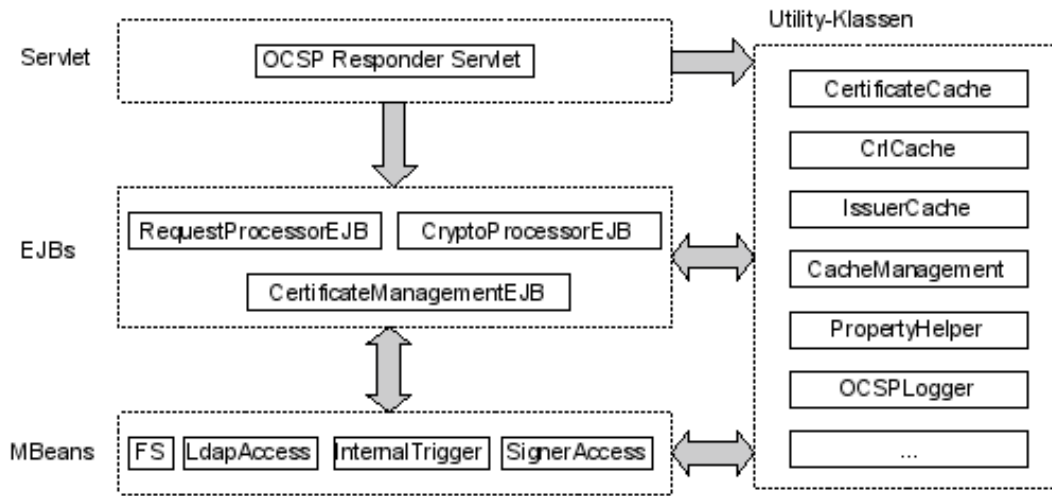 Utility-Klassen
Servlet
OCSP Responder Servlet
CertificateCache
CrlCache
IssuerCache
CacheManagement
PropertyHelper
OCSPLogger
...
EJBs
RequestProcessorEJB
CryptoProcessorEJB
CertificateManagementEJB
MBeans
FS
LdapAccess
InternalTrigger
SignerAccess